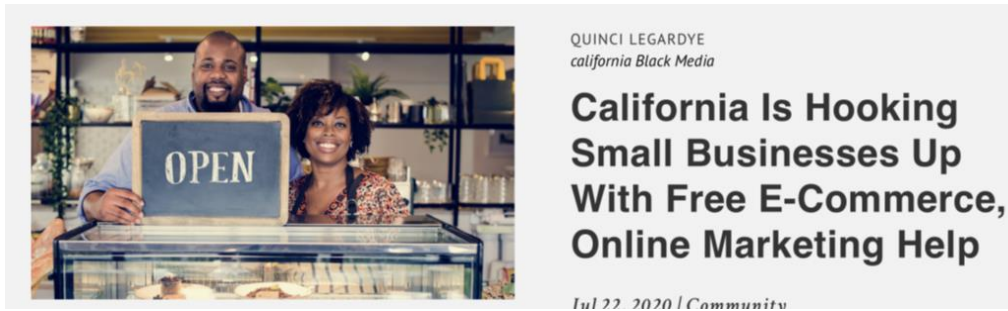 OPEN
QUINCI LEGARDYE
california Black Media
California Is Hooking
Small Businesses Up
With Free E-Commerce,
Online Marketing Help
Jul 22, 2020 | Community